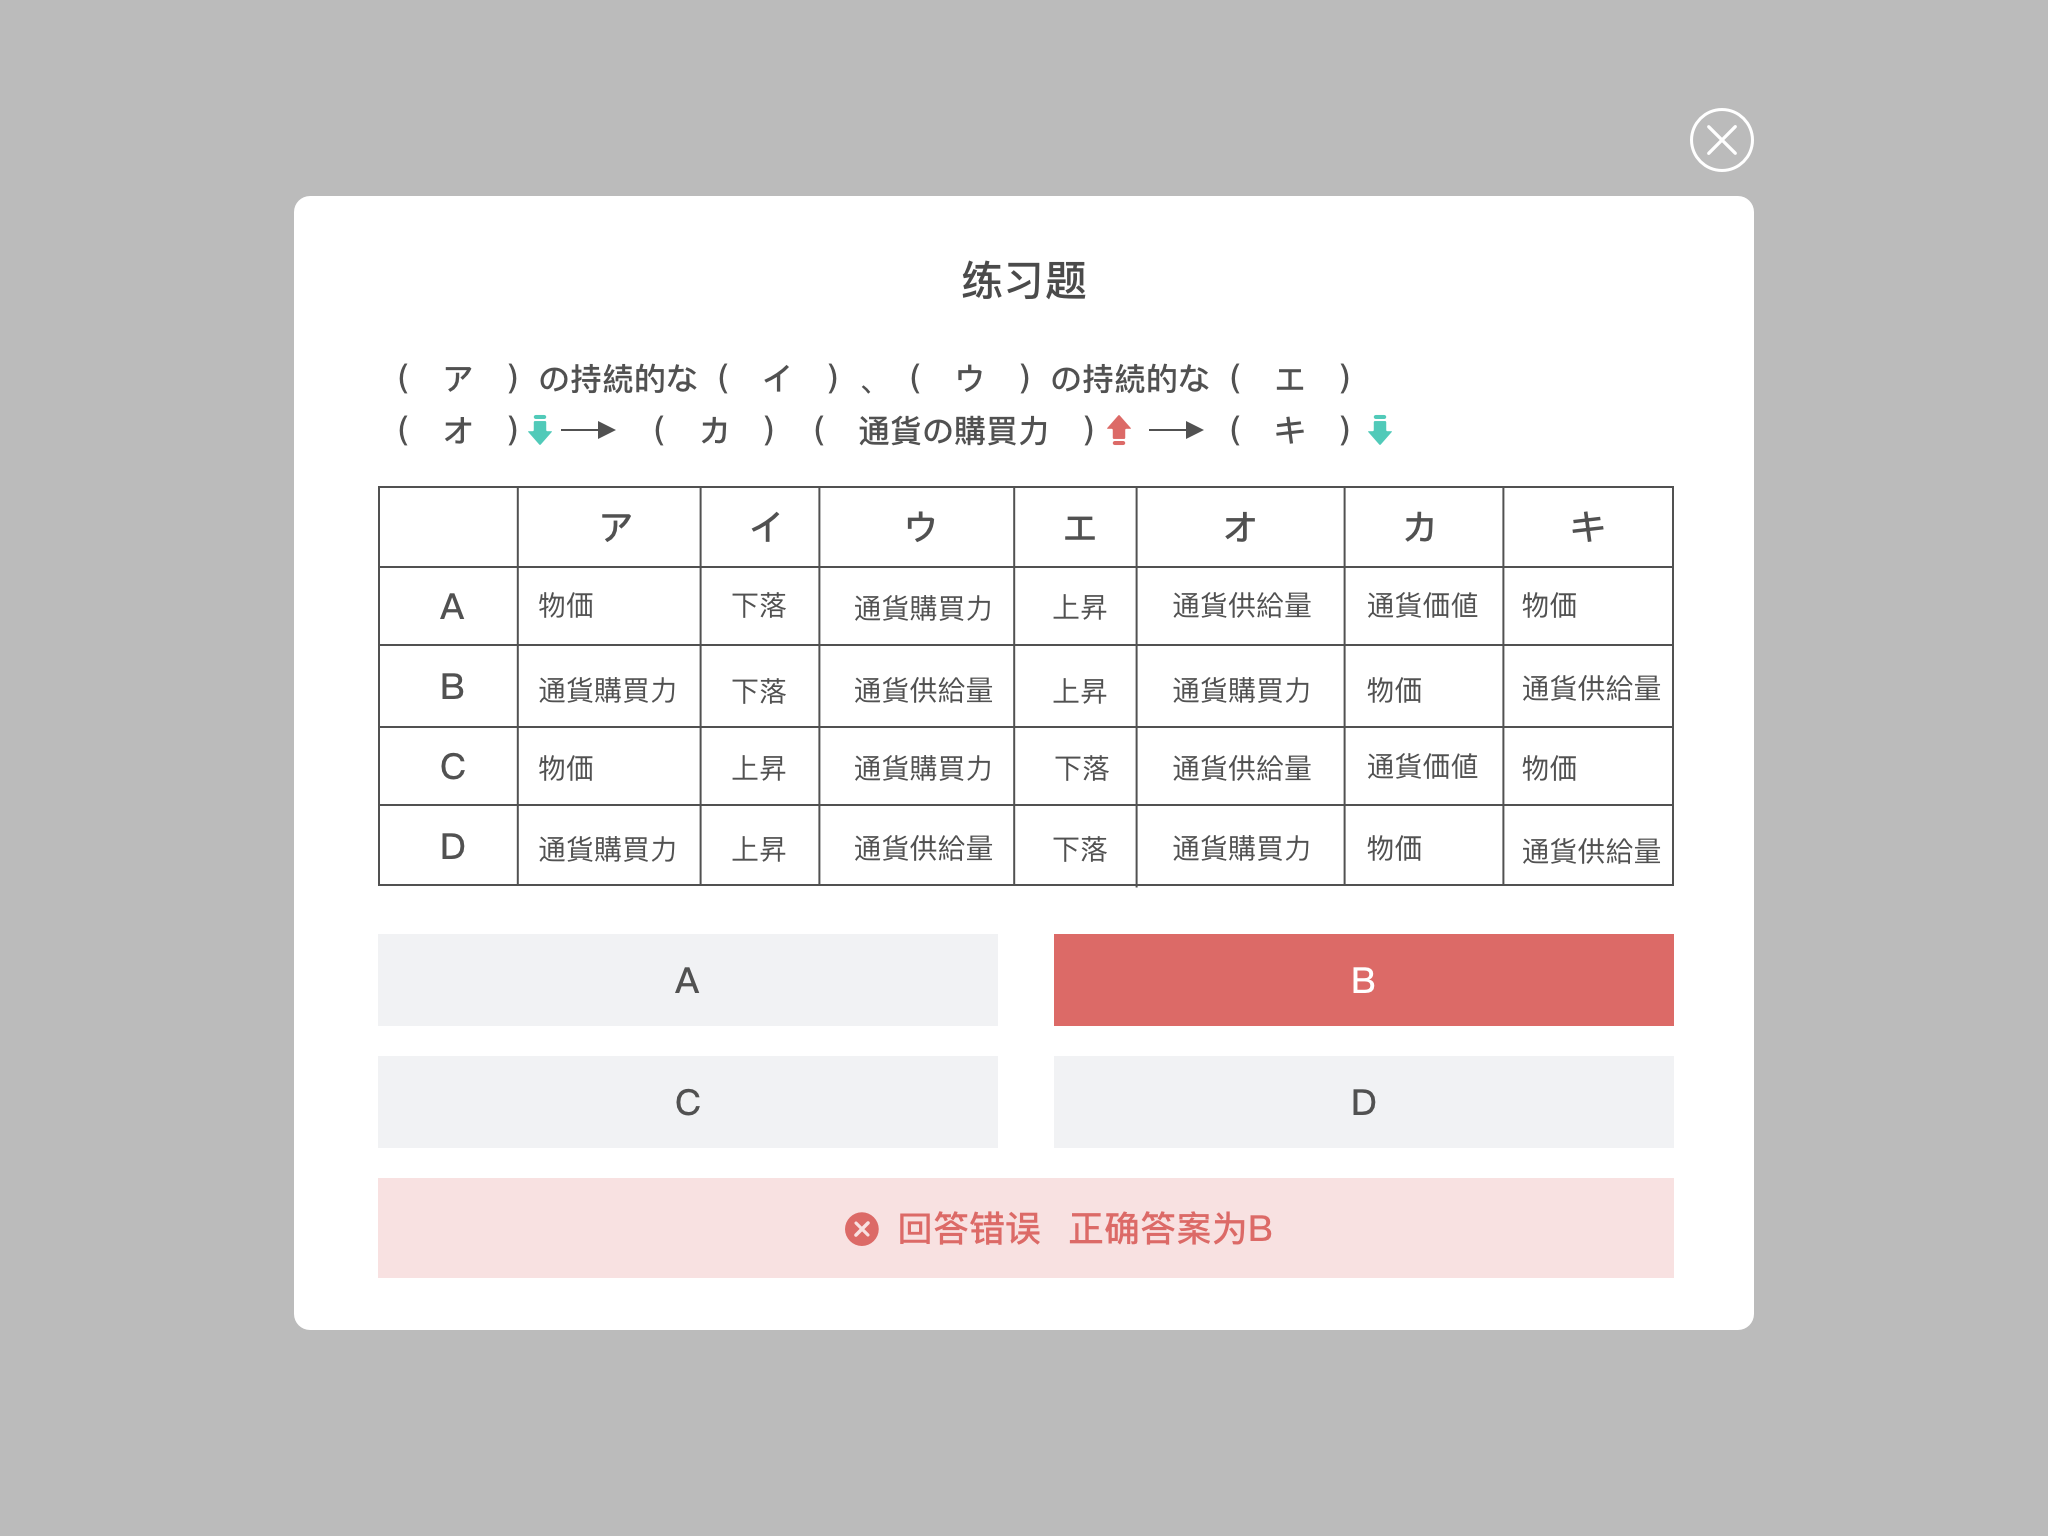 练习题
（　ア　）の持続的な（　イ　）、（　ウ　）の持続的な（　エ　）
（　オ　）（　カ　）（　通貨の購買力　）（　キ　）
ア イ ウ エ オ カ キ
A 物価 下落 通貨購買力 上昇 通貨供給量 通貨価値 物価
B 通貨購買力 下落 通貨供給量 上昇 通貨購買力 物価 通貨供給量
C 物価 上昇 通貨購買力 下落 通貨供給量 通貨価値 物価
D 通貨購買力 上昇 通貨供給量 下落 通貨購買力 物価 通貨供給量
A
B
C
D
回答错误 正确答案为B